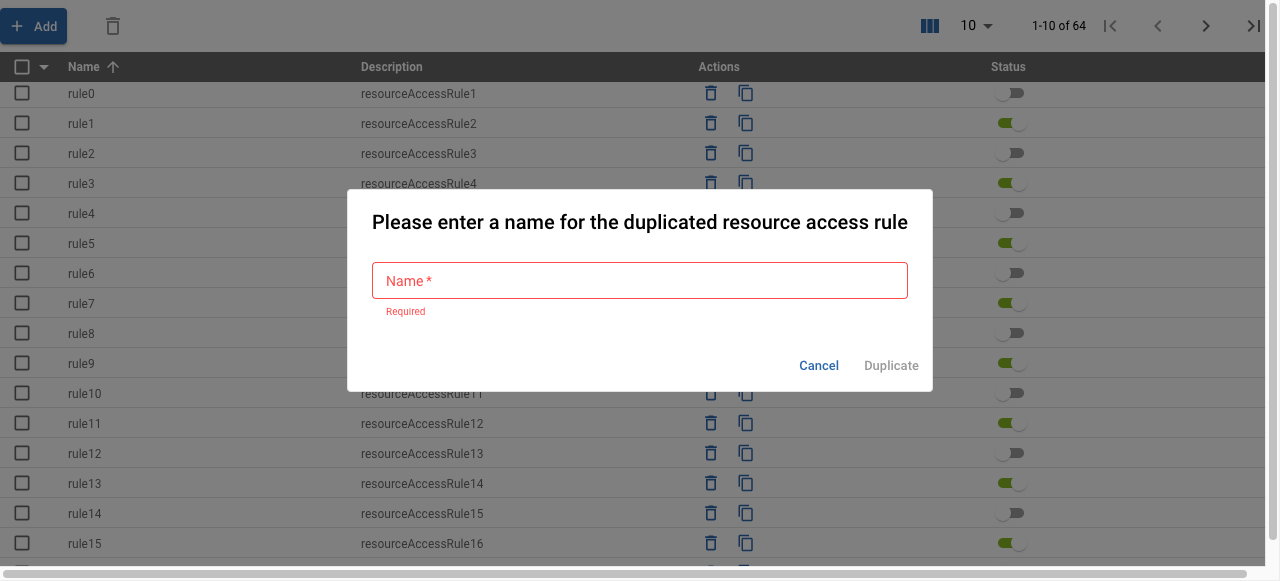 Add
10
1-10 of 64
Name Description Actions Status
rule0 resourceAccessRule1
rule1 resourceAccessRule2
rule2 resourceAccessRule3
rule3 resourceAccessRule4
rule4
rule5
rule6
rule7
rule8
rule9
rule10 resourceAccessRule11
rule11 resourceAccessRule12
rule12 resourceAccessRule13
rule13 resourceAccessRule14
rule14 resourceAccessRule15
rule15 resourceAccessRule16
Please enter a name for the duplicated resource access rule
Name *
Required
Cancel Duplicate